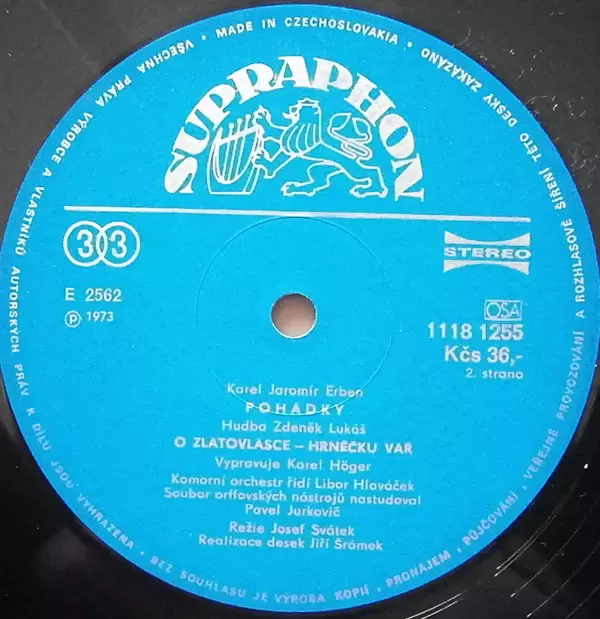 VŠECHNA PRÁVA VÝROBCE A VLASTNÍKŮ AUTORSKÝCH PRÁV K DÍLU JSOU VYHRAZENA • BEZ SOUHLASU JE VÝROBA KOPIÍ • PRONÁJEM • PŮJČOVÁNÍ • VEŘEJNÉ PROVOZOVÁNÍ A ROZHLASOVÉ ŠÍŘENÍ TÉTO DESKY ZAKÁZÁNO • MADE IN CZECHOSLOVAKIA •
SUPRAPHON
33
STEREO
E 2562
℗ 1973
OSA
1118 1255
Kčs 36,-
2. strana
Karel Jaromír Erben
POHÁDKY
Hudba Zdeněk Lukáš
O ZLATOVLÁSCE – HRNEČKU VAŘ
Vypravuje Karel Höger
Komorní orchestr řídí Libor Hlaváček
Soubor orffovských nástrojů nastudoval
Pavel Jurkovič
Režie Josef Svátek
Realizace desek Jiří Šrámek